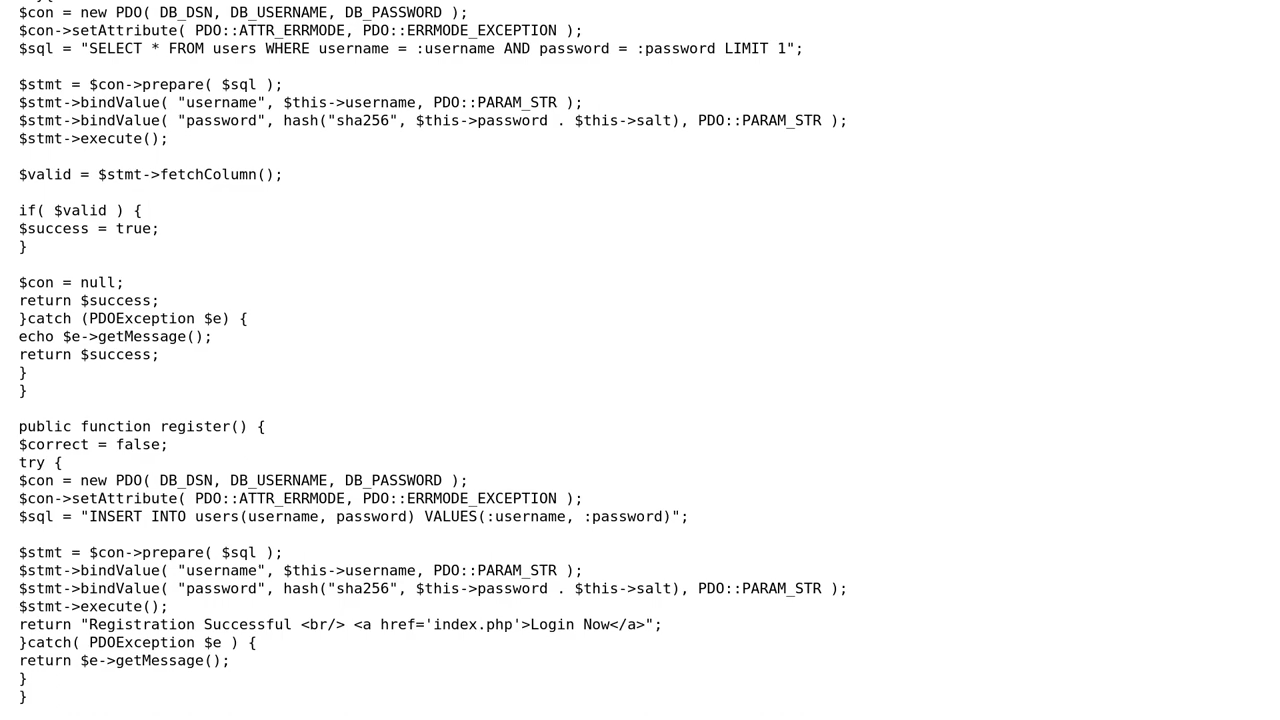 $con = new PDO( DB_DSN, DB_USERNAME, DB_PASSWORD );
$con->setAttribute( PDO::ATTR_ERRMODE, PDO::ERRMODE_EXCEPTION );
$sql = "SELECT * FROM users WHERE username = :username AND password = :password LIMIT 1";

$stmt = $con->prepare( $sql );
$stmt->bindValue( "username", $this->username, PDO::PARAM_STR );
$stmt->bindValue( "password", hash("sha256", $this->password . $this->salt), PDO::PARAM_STR );
$stmt->execute();

$valid = $stmt->fetchColumn();

if( $valid ) {
$success = true;
}

$con = null;
return $success;
}catch (PDOException $e) {
echo $e->getMessage();
return $success;
}
}

public function register() {
$correct = false;
try {
$con = new PDO( DB_DSN, DB_USERNAME, DB_PASSWORD );
$con->setAttribute( PDO::ATTR_ERRMODE, PDO::ERRMODE_EXCEPTION );
$sql = "INSERT INTO users(username, password) VALUES(:username, :password)";

$stmt = $con->prepare( $sql );
$stmt->bindValue( "username", $this->username, PDO::PARAM_STR );
$stmt->bindValue( "password", hash("sha256", $this->password . $this->salt), PDO::PARAM_STR );
$stmt->execute();
return "Registration Successful <br/> <a href='index.php'>Login Now</a>";
}catch( PDOException $e ) {
return $e->getMessage();
}
}